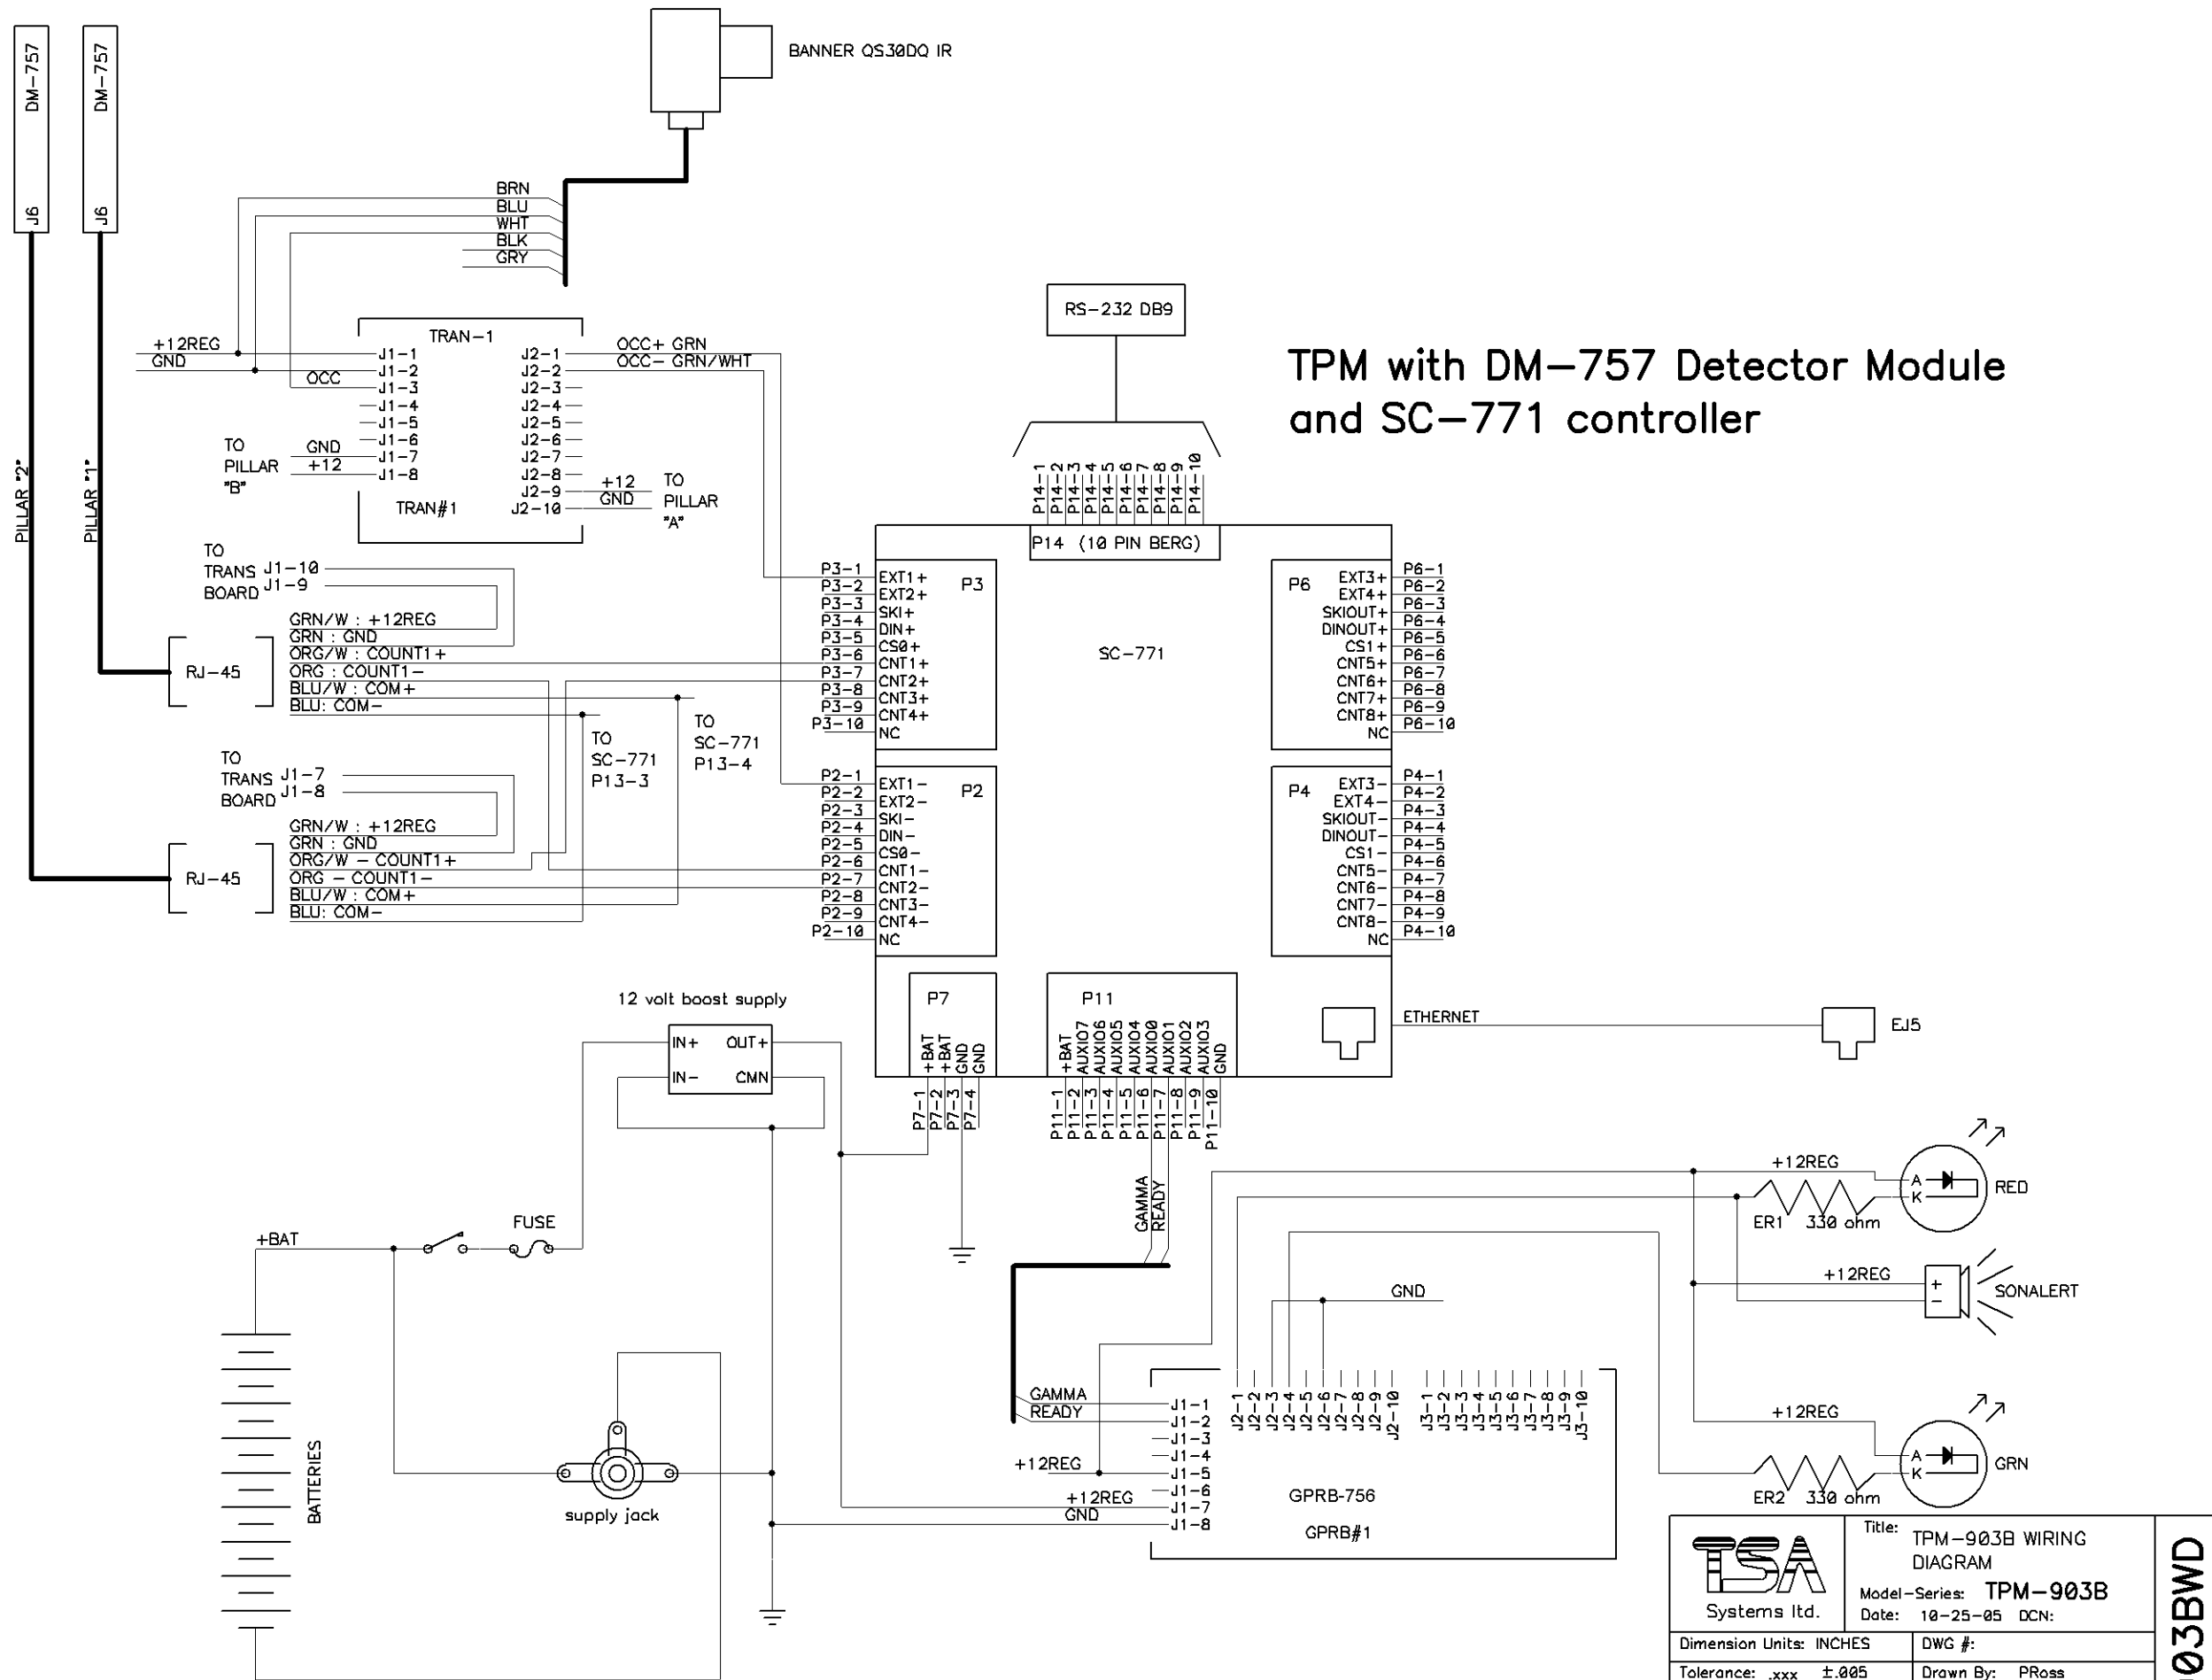 DM-757
J6
DM-757
J6
PILLAR "2"
PILLAR "1"
BANNER QS30DQ IR
BRN
BLU
WHT
BLK
GRY
+12REG
GND
OCC
TRAN-1
J1-1
J1-2
J1-3
J1-4
J1-5
J1-6
J1-7
J1-8
J2-1
J2-2
J2-3
J2-4
J2-5
J2-6
J2-7
J2-8
J2-9
J2-10
TRAN#1
OCC+ GRN
OCC- GRN/WHT
TO
PILLAR
"B"
GND
+12
+12
GND
TO
PILLAR
"A"
RS-232 DB9
TPM with DM-757 Detector Module
and SC-771 controller
P14-1
P14-2
P14-3
P14-4
P14-5
P14-6
P14-7
P14-8
P14-9
P14-10
P14 (10 PIN BERG)
TO
TRANS J1-10
BOARD J1-9
GRN/W : +12REG
GRN : GND
ORG/W : COUNT1+
ORG : COUNT1-
BLU/W : COM+
BLU: COM-
RJ-45
TO
SC-771
P13-3
TO
SC-771
P13-4
TO
TRANS J1-7
BOARD J1-8
GRN/W : +12REG
GRN : GND
ORG/W - COUNT1+
ORG - COUNT1-
BLU/W : COM+
BLU: COM-
RJ-45
P3-1
P3-2
P3-3
P3-4
P3-5
P3-6
P3-7
P3-8
P3-9
P3-10
EXT1+
EXT2+
SKI+
DIN+
CS0+
CNT1+
CNT2+
CNT3+
CNT4+
NC
P3
SC-771
P6
EXT3+
EXT4+
SKIOUT+
DINOUT+
CS1+
CNT5+
CNT6+
CNT7+
CNT8+
NC
P6-1
P6-2
P6-3
P6-4
P6-5
P6-6
P6-7
P6-8
P6-9
P6-10
P2-1
P2-2
P2-3
P2-4
P2-5
P2-6
P2-7
P2-8
P2-9
P2-10
EXT1-
EXT2-
SKI-
DIN-
CS0-
CNT1-
CNT2-
CNT3-
CNT4-
NC
P2
P4
EXT3-
EXT4-
SKIOUT-
DINOUT-
CS1-
CNT5-
CNT6-
CNT7-
CNT8-
NC
P4-1
P4-2
P4-3
P4-4
P4-5
P4-6
P4-7
P4-8
P4-9
P4-10
12 volt boost supply
IN+ OUT+
IN- CMN
P7
+BAT
+BAT
GND
GND
P7-1
P7-2
P7-3
P7-4
P11
+BAT
AUXIO7
AUXIO6
AUXIO5
AUXIO4
AUXIO0
AUXIO1
AUXIO2
AUXIO3
GND
P11-1
P11-2
P11-3
P11-4
P11-5
P11-6
P11-7
P11-8
P11-9
P11-10
ETHERNET
EJ5
GAMMA
READY
+12REG
A
K
RED
ER1 330 ohm
+12REG
+
-
SONALERT
+12REG
A
K
GRN
ER2 330 ohm
+BAT
FUSE
BATTERIES
supply jack
GND
GAMMA
READY
+12REG
+12REG
GND
J1-1
J1-2
J1-3
J1-4
J1-5
J1-6
J1-7
J1-8
J2-1
J2-2
J2-3
J2-4
J2-5
J2-6
J2-7
J2-8
J2-9
J2-10
J3-1
J3-2
J3-3
J3-4
J3-5
J3-6
J3-7
J3-8
J3-9
J3-10
GPRB-756
GPRB#1
TSA
Systems ltd.
Title: TPM-903B WIRING
DIAGRAM
Model-Series: TPM-903B
Date: 10-25-05 DCN:
Dimension Units: INCHES
DWG #:
Tolerance: .xxx ±.005
Drawn By: PRoss
03BWD